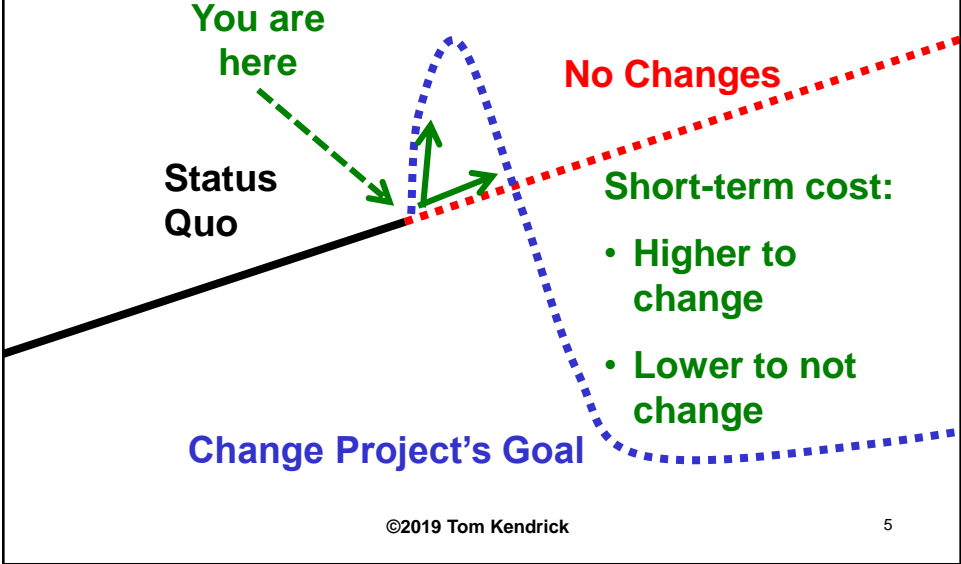 You are
here
No Changes
Status
Quo
Short-term cost:
• Higher to
change
• Lower to not
change
Change Project's Goal
©2019 Tom Kendrick
5